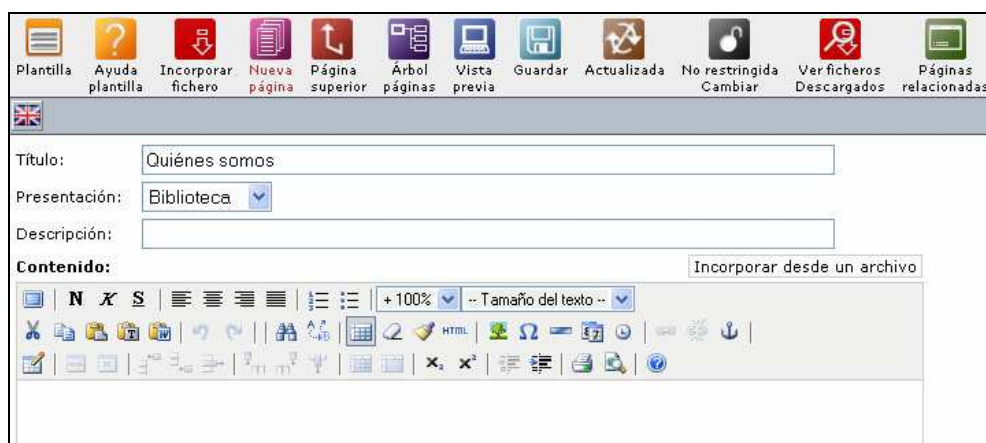 Plantilla Ayuda Incorporar Nueva Página Árbol Vista Guardar Actualizada No restringida Ver ficheros Páginas
plantilla fichero página superior páginas previa Cambiar Descargados relacionadas
Título: Quiénes somos
Presentación: Biblioteca
Descripción:
Contenido: Incorporar desde un archivo
N K S + 100% -- Tamaño del texto --
T W HTML Ω
x₂ x²